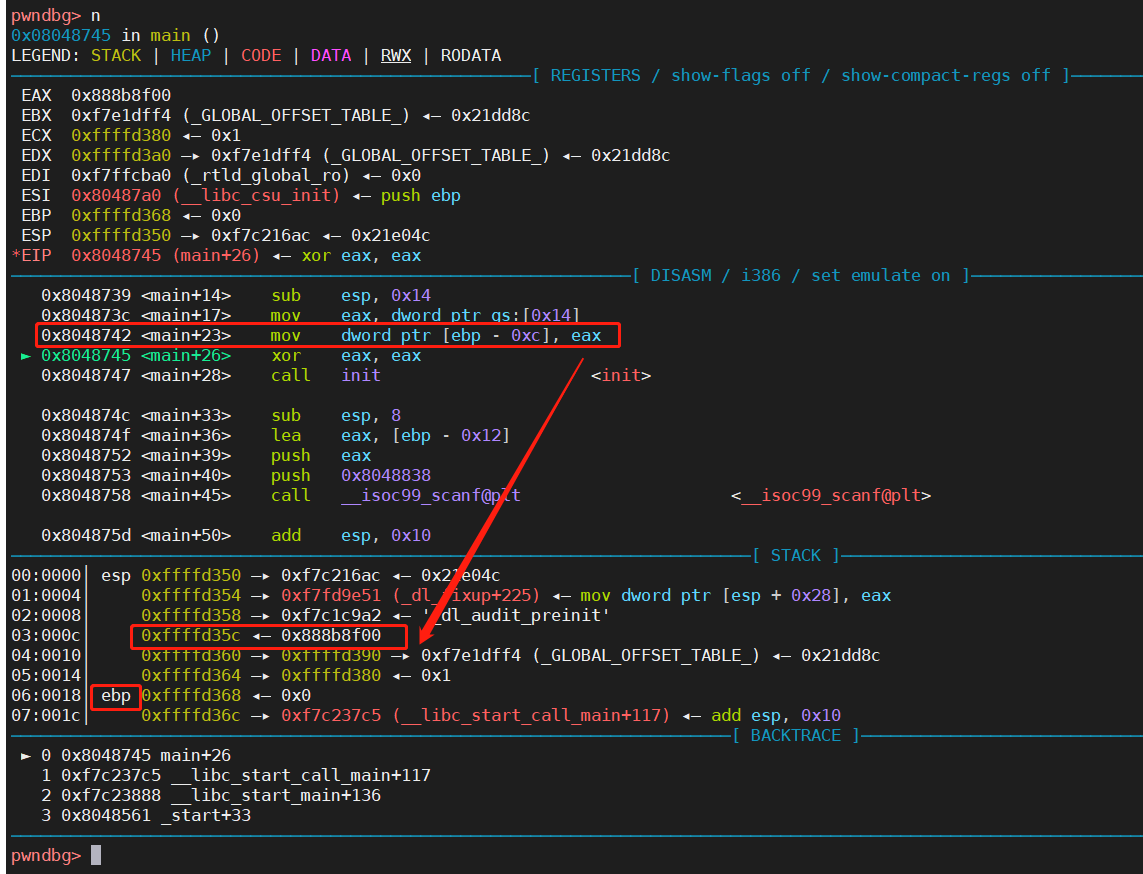 pwndbg> n
0x08048745 in main ()
LEGEND: STACK | HEAP | CODE | DATA | RWX | RODATA
[ REGISTERS / show-flags off / show-compact-regs off ]
EAX  0x888b8f00
EBX  0xf7e1dff4 (_GLOBAL_OFFSET_TABLE_) ◂— 0x21dd8c
ECX  0xffffd380 ◂— 0x1
EDX  0xffffd3a0 —▸ 0xf7e1dff4 (_GLOBAL_OFFSET_TABLE_) ◂— 0x21dd8c
EDI  0xf7ffcba0 (_rtld_global_ro) ◂— 0x0
ESI  0x80487a0 (__libc_csu_init) ◂— push ebp
EBP  0xffffd368 ◂— 0x0
ESP  0xffffd350 —▸ 0xf7c216ac ◂— 0x21e04c
*EIP  0x8048745 (main+26) ◂— xor eax, eax
[ DISASM / i386 / set emulate on ]
0x8048739 <main+14>    sub    esp, 0x14
0x804873c <main+17>    mov    eax, dword ptr gs:[0x14]
0x8048742 <main+23>    mov    dword ptr [ebp - 0xc], eax
► 0x8048745 <main+26>    xor    eax, eax
0x8048747 <main+28>    call   init                        <init>
0x804874c <main+33>    sub    esp, 8
0x804874f <main+36>    lea    eax, [ebp - 0x12]
0x8048752 <main+39>    push   eax
0x8048753 <main+40>    push   0x8048838
0x8048758 <main+45>    call   __isoc99_scanf@plt                     <__isoc99_scanf@plt>
0x804875d <main+50>    add    esp, 0x10
[ STACK ]
00:0000│ esp 0xffffd350 —▸ 0xf7c216ac ◂— 0x21e04c
01:0004│     0xffffd354 —▸ 0xf7fd9e51 (_dl_fixup+225) ◂— mov dword ptr [esp + 0x28], eax
02:0008│     0xffffd358 —▸ 0xf7c1c9a2 ◂— '_dl_audit_preinit'
03:000c│     0xffffd35c ◂— 0x888b8f00
04:0010│     0xffffd360 —▸ 0xffffd390 —▸ 0xf7e1dff4 (_GLOBAL_OFFSET_TABLE_) ◂— 0x21dd8c
05:0014│     0xffffd364 —▸ 0xffffd380 ◂— 0x1
06:0018│ ebp 0xffffd368 ◂— 0x0
07:001c│     0xffffd36c —▸ 0xf7c237c5 (__libc_start_call_main+117) ◂— add esp, 0x10
[ BACKTRACE ]
► 0 0x8048745 main+26
1 0xf7c237c5 __libc_start_call_main+117
2 0xf7c23888 __libc_start_main+136
3 0x8048561 _start+33
pwndbg>